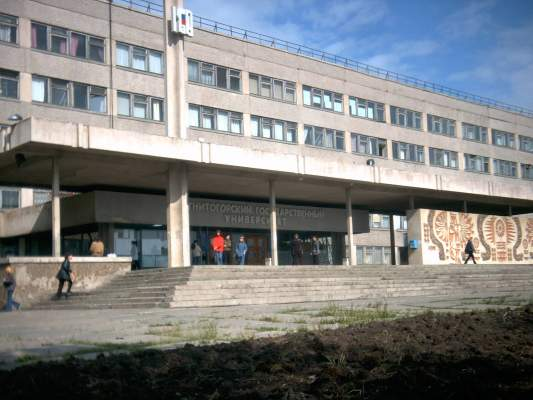 НИТОГОРСКИЙ ГОСУДАРСТВЕННЫЙ
УНИВЕРСИТЕТ